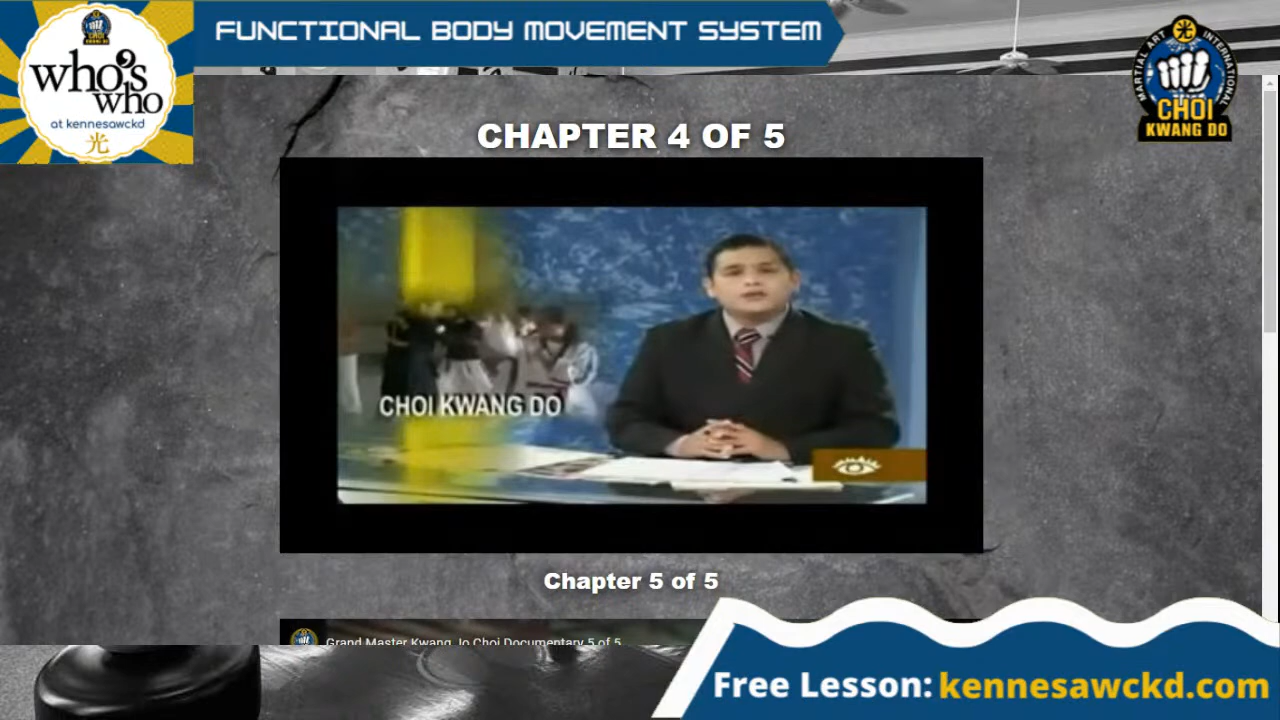 FUNCTIONAL BODY MOVEMENT SYSTEM
who's
who
at kennesawckd
光
光
MARTIAL ART INTERNATIONAL
CHOI
KWANG DO
CHAPTER 4 OF 5
CHOI KWANG DO
Chapter 5 of 5
Grand Master Kwang Jo Choi Documentary 5 of 5
Free Lesson: kennesawckd.com